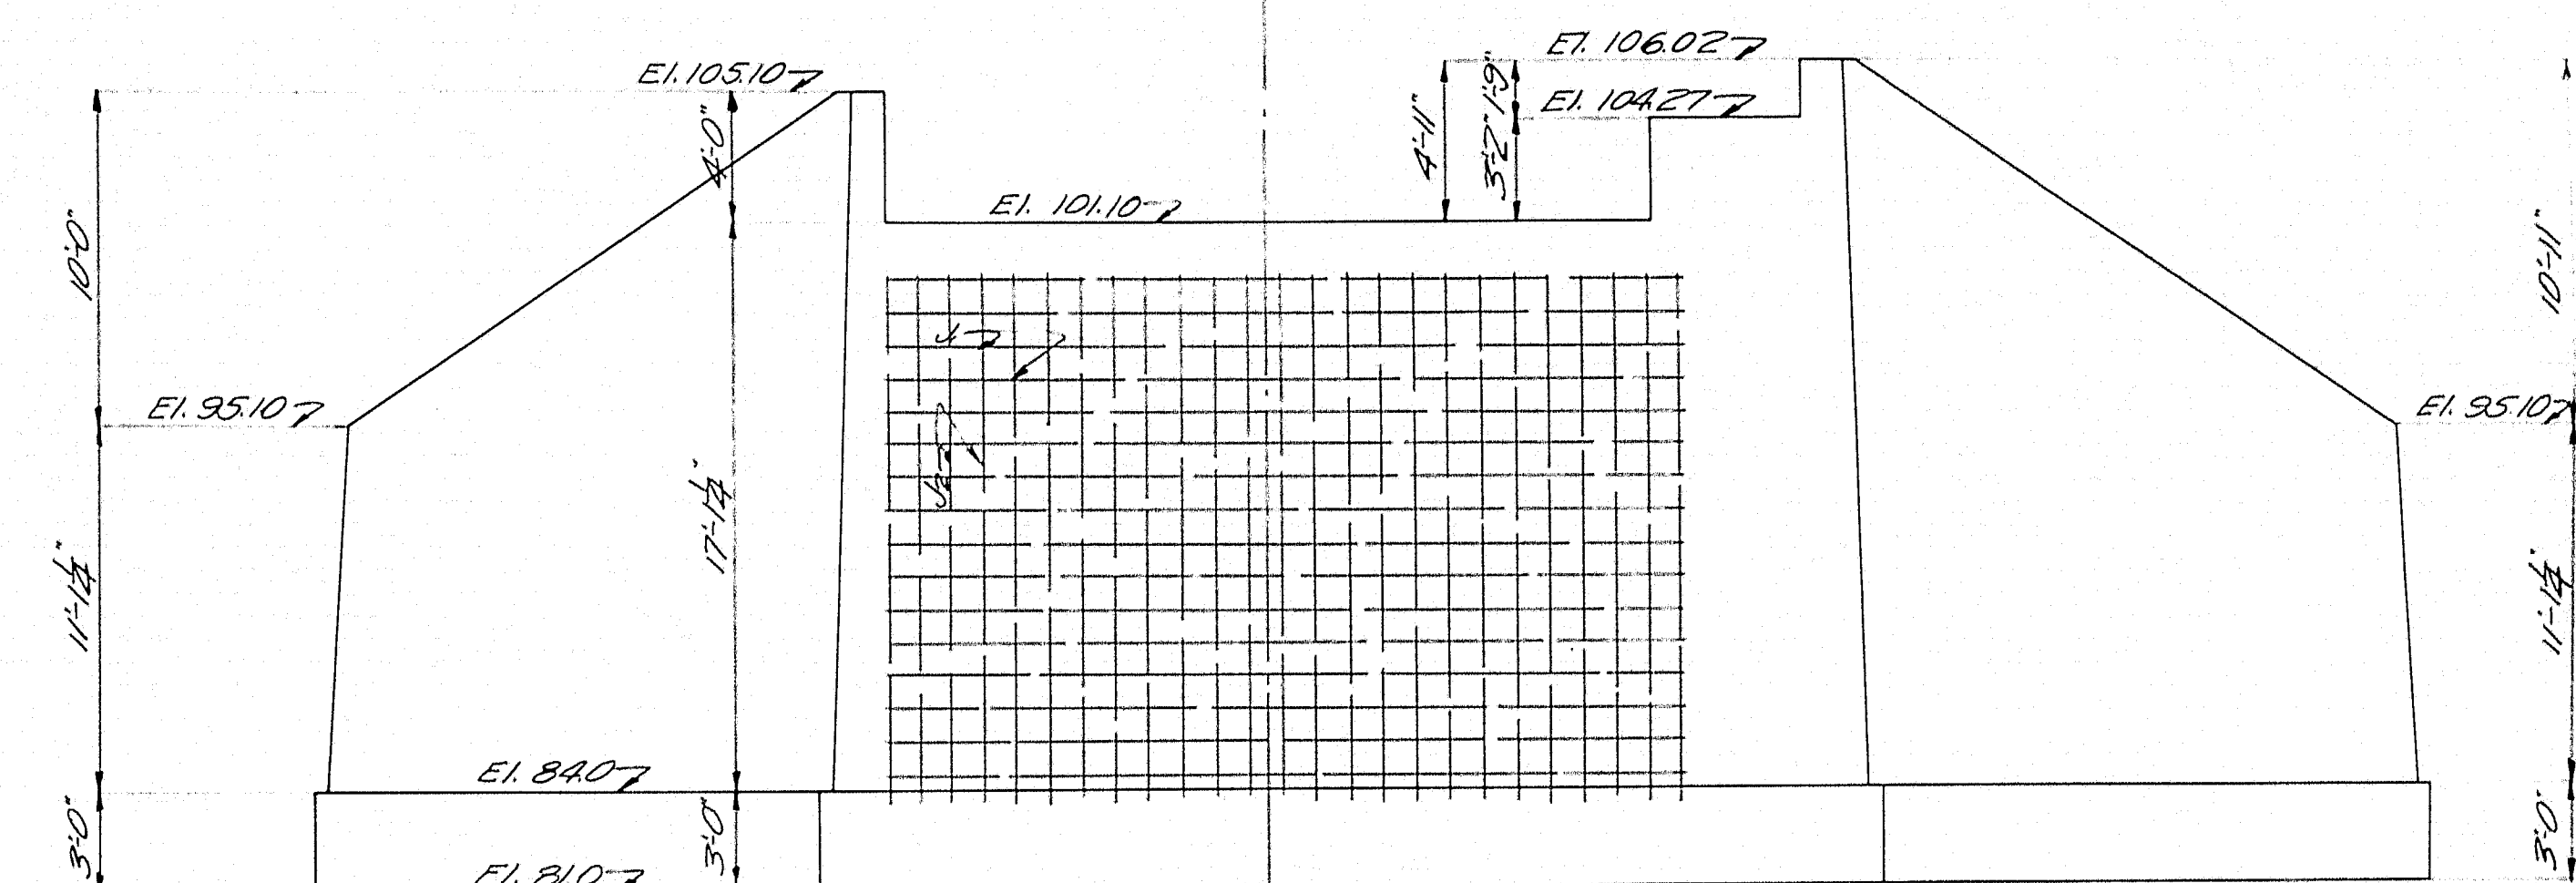 El. 106.02
El. 105.10
1'-9"
El. 104.27
4'-0"
4'-11"
3'-2"
El. 101.10
10'-0"
10'-11"
J1
El. 95.10
El. 95.10
J2
17'-1¼"
11'-1¼"
11'-1¼"
El. 84.0
3'-0"
3'-0"
3'-0"
El. 81.0